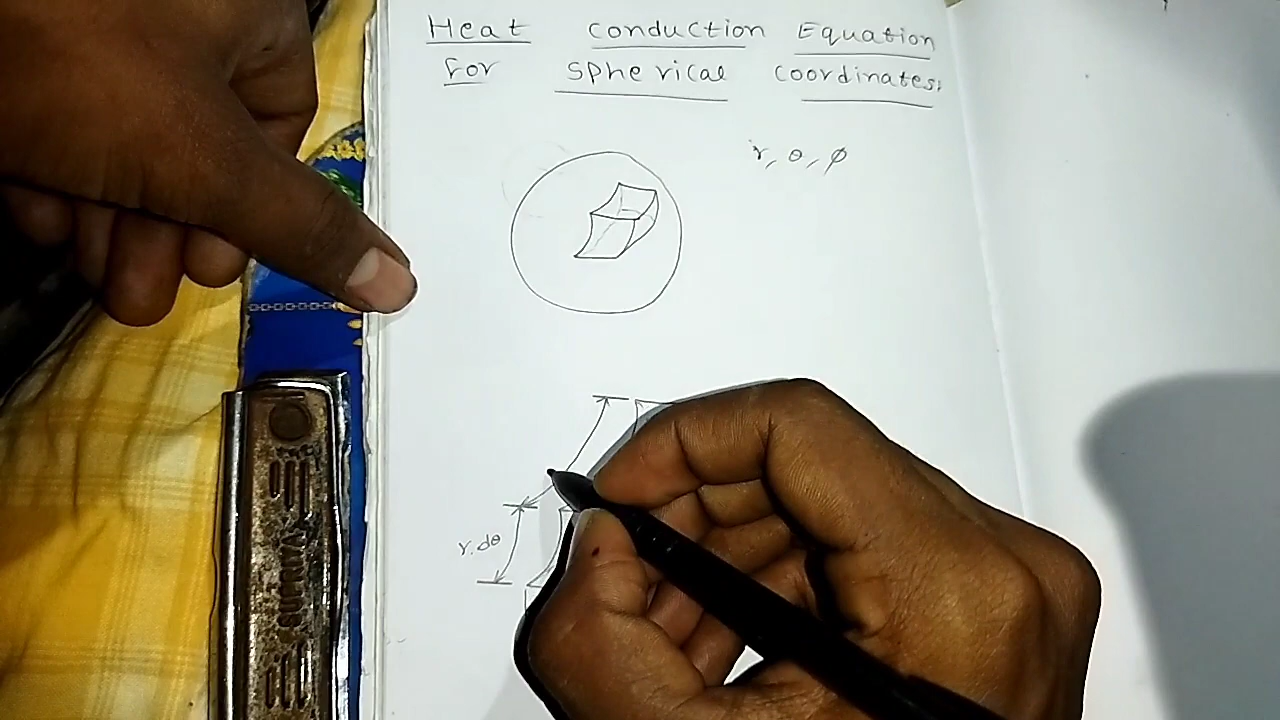 Heat conduction Equation
for spherical coordinates,
r, θ, φ
r.dθ